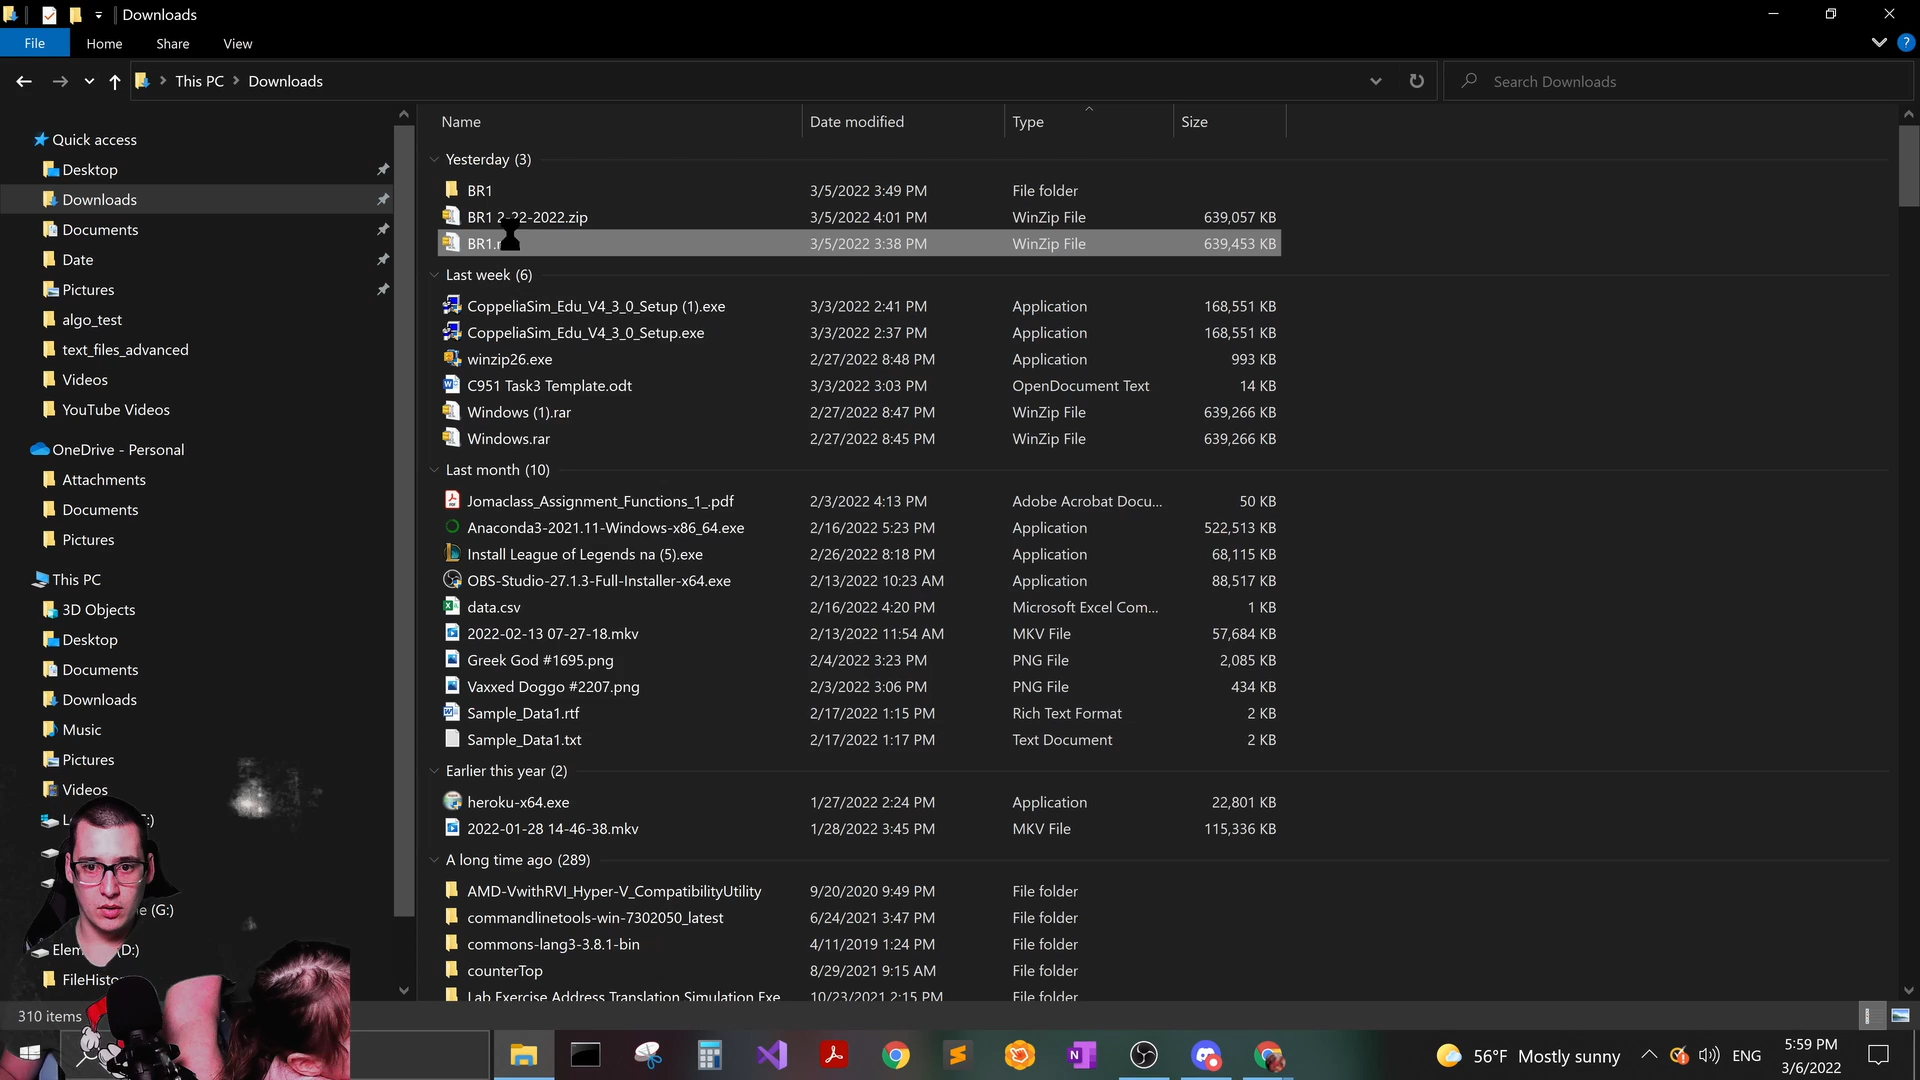 Downloads
File Home Share View
This PC Downloads
Search Downloads
Quick access
Desktop
Downloads
Documents
Date
Pictures
algo_test
text_files_advanced
Videos
YouTube Videos
OneDrive - Personal
Attachments
Documents
Pictures
This PC
3D Objects
Desktop
Documents
Downloads
Music
Pictures
Videos
(G:)
(D:)
Name Date modified Type Size
Yesterday (3)
BR1 3/5/2022 3:49 PM File folder
BR1 2-22-2022.zip 3/5/2022 4:01 PM WinZip File 639,057 KB
3/5/2022 3:38 PM WinZip File 639,453 KB
Last week (6)
CoppeliaSim_Edu_V4_3_0_Setup (1).exe 3/3/2022 2:41 PM Application 168,551 KB
CoppeliaSim_Edu_V4_3_0_Setup.exe 3/3/2022 2:37 PM Application 168,551 KB
winzip26.exe 2/27/2022 8:48 PM Application 993 KB
C951 Task3 Template.odt 3/3/2022 3:03 PM OpenDocument Text 14 KB
Windows (1).rar 2/27/2022 8:47 PM WinZip File 639,266 KB
Windows.rar 2/27/2022 8:45 PM WinZip File 639,266 KB
Last month (10)
Jomaclass_Assignment_Functions_1_.pdf 2/3/2022 4:13 PM Adobe Acrobat Docu... 50 KB
Anaconda3-2021.11-Windows-x86_64.exe 2/16/2022 5:23 PM Application 522,513 KB
Install League of Legends na (5).exe 2/26/2022 8:18 PM Application 68,115 KB
OBS-Studio-27.1.3-Full-Installer-x64.exe 2/13/2022 10:23 AM Application 88,517 KB
data.csv 2/16/2022 4:20 PM Microsoft Excel Com... 1 KB
2022-02-13 07-27-18.mkv 2/13/2022 11:54 AM MKV File 57,684 KB
Greek God #1695.png 2/4/2022 3:23 PM PNG File 2,085 KB
Vaxxed Doggo #2207.png 2/3/2022 3:06 PM PNG File 434 KB
Sample_Data1.rtf 2/17/2022 1:15 PM Rich Text Format 2 KB
Sample_Data1.txt 2/17/2022 1:17 PM Text Document 2 KB
Earlier this year (2)
heroku-x64.exe 1/27/2022 2:24 PM Application 22,801 KB
2022-01-28 14-46-38.mkv 1/28/2022 3:45 PM MKV File 115,336 KB
A long time ago (289)
AMD-VwithRVI_Hyper-V_CompatibilityUtility 9/20/2020 9:49 PM File folder
commandlinetools-win-7302050_latest 6/24/2021 3:47 PM File folder
commons-lang3-3.8.1-bin 4/11/2019 1:24 PM File folder
counterTop 8/29/2021 9:15 AM File folder
Lab Exercise Address Translation Simulation Exe 10/23/2021 2:15 PM File folder
310 items
56°F Mostly sunny ENG 5:59 PM
3/6/2022